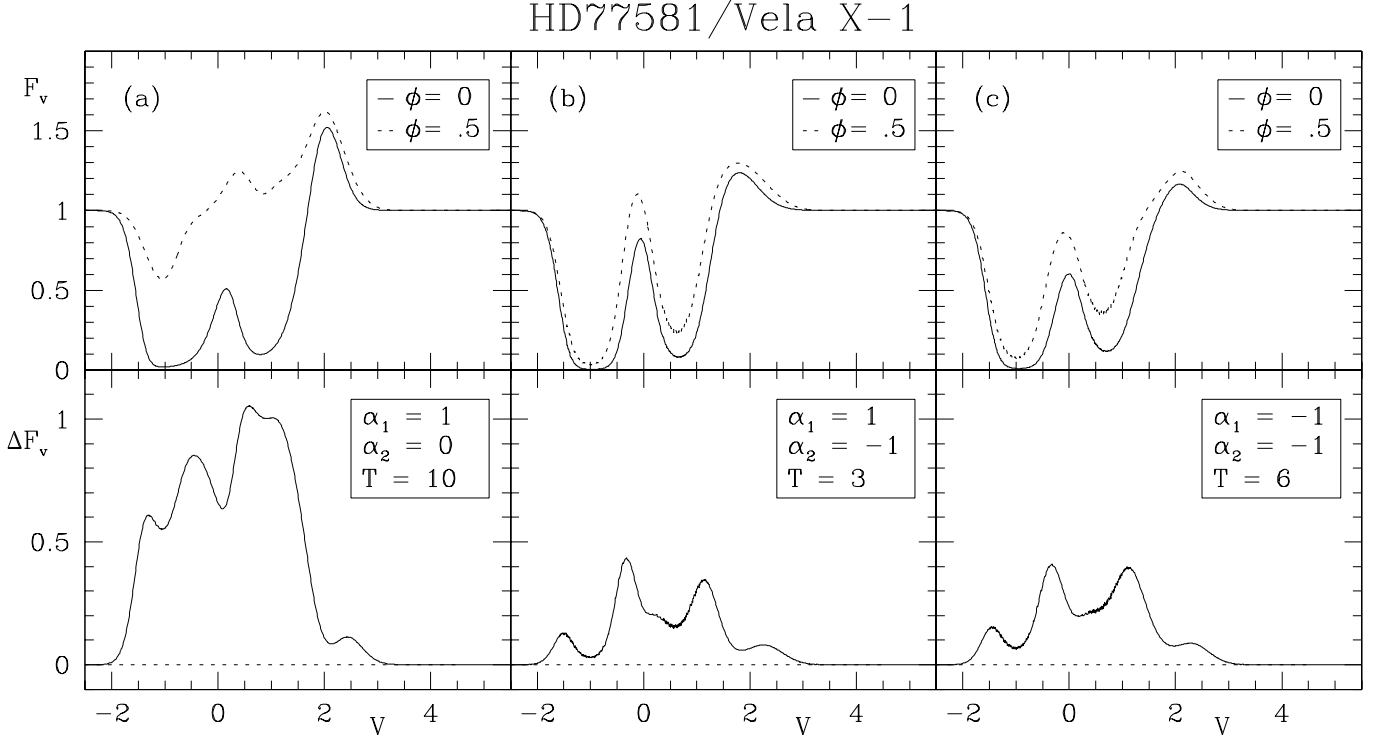 HD77581/Vela X-1
F_v
(a)
— ϕ= 0
- - ϕ= .5
(b)
— ϕ= 0
- - ϕ= .5
(c)
— ϕ= 0
- - ϕ= .5
1.5
1
0.5
0
ΔF_v
α_1 = 1
α_2 = 0
T = 10
α_1 = 1
α_2 = -1
T = 3
α_1 = -1
α_2 = -1
T = 6
1
0.5
0
-2 0 2 4
-2 0 2 4
-2 0 2 4
V
V
V